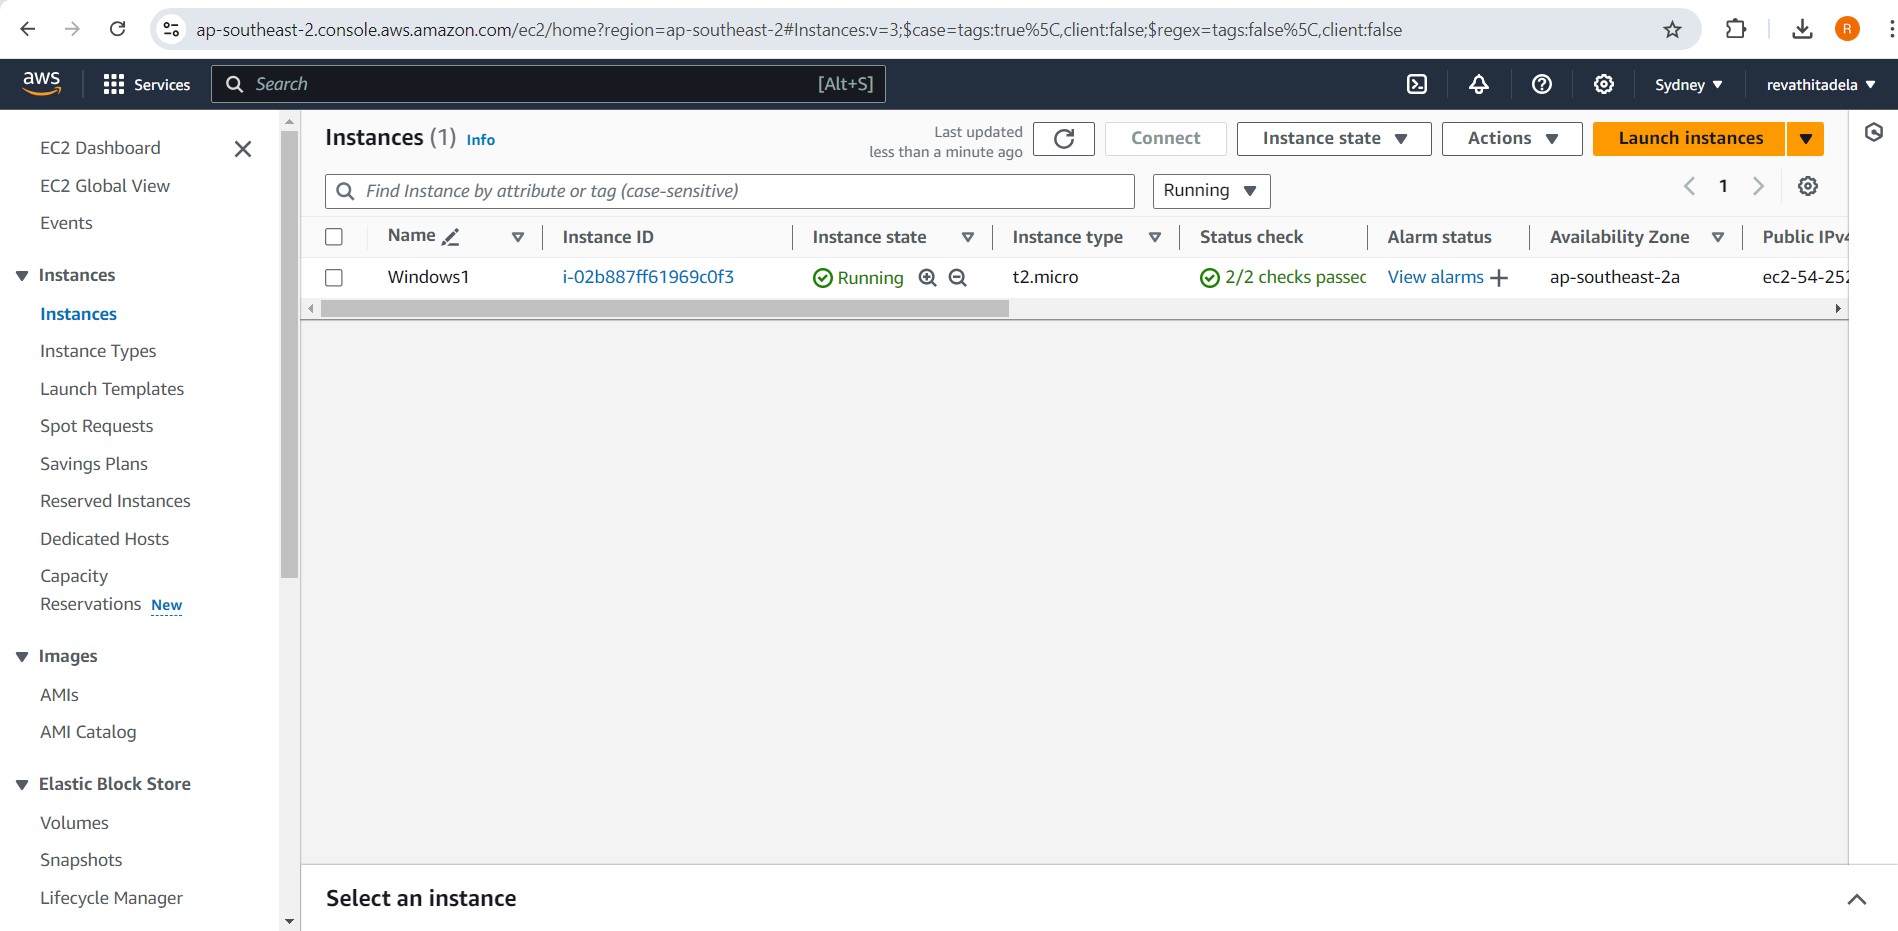 ap-southeast-2.console.aws.amazon.com/ec2/home?region=ap-southeast-2#Instances:v=3;$case=tags:true%5C,client:false;$regex=tags:false%5C,client:false
R
aws
Services
Search
[Alt+S]
Sydney
revathitadela
EC2 Dashboard
EC2 Global View
Events
Instances
Instances
Instance Types
Launch Templates
Spot Requests
Savings Plans
Reserved Instances
Dedicated Hosts
Capacity
Reservations New
Images
AMIs
AMI Catalog
Elastic Block Store
Volumes
Snapshots
Lifecycle Manager
Instances (1) Info
Last updated
less than a minute ago
Connect
Instance state
Actions
Launch instances
Find Instance by attribute or tag (case-sensitive)
Running
1
Name Instance ID Instance state Instance type Status check Alarm status Availability Zone Public IPv4
Windows1 i-02b887ff61969c0f3 Running t2.micro 2/2 checks passed View alarms ap-southeast-2a ec2-54-252
Select an instance